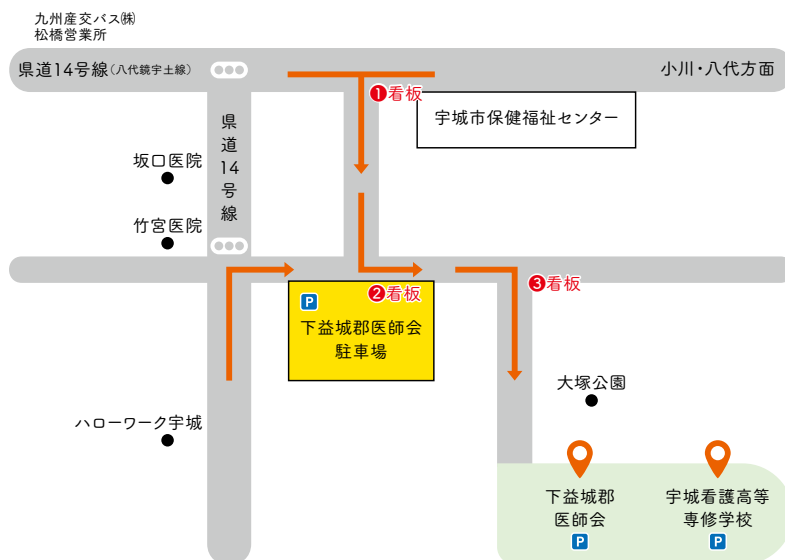 九州産交バス㈱
松橋営業所
県道14号線(八代鏡宇土線)
小川・八代方面
❶看板
宇城市保健福祉センター
県道14号線
坂口医院
竹宮医院
❷看板
❸看板
P
下益城郡医師会
駐車場
大塚公園
ハローワーク宇城
下益城郡
医師会
P
宇城看護高等
専修学校
P